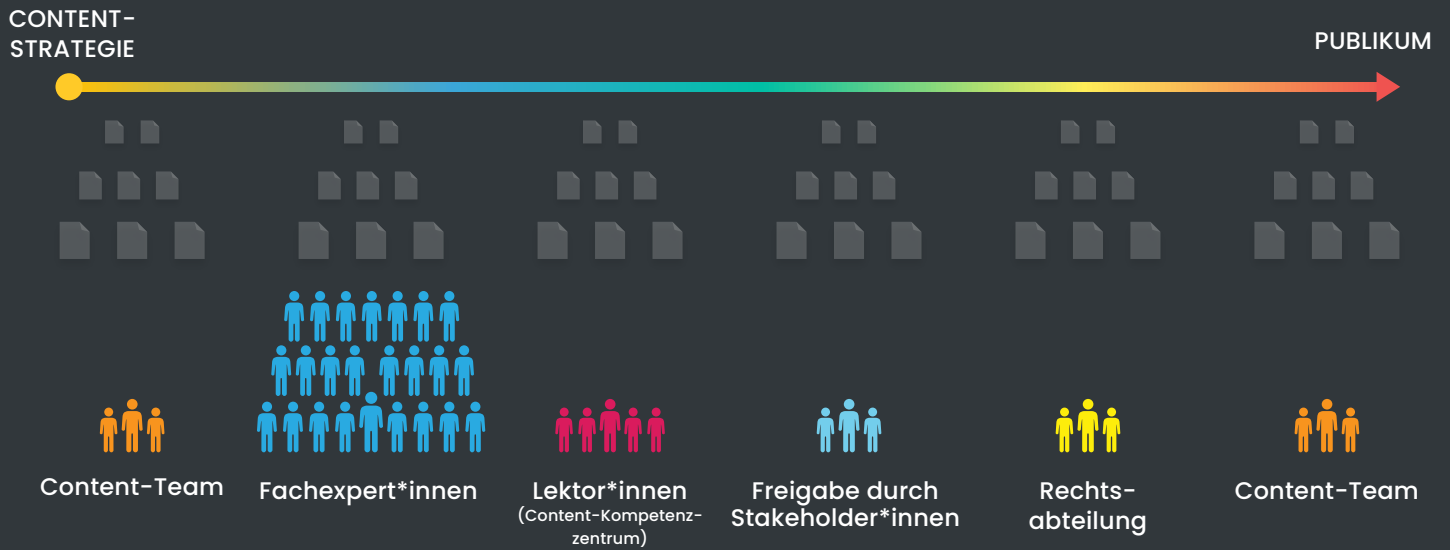 CONTENT-
STRATEGIE
PUBLIKUM
Content-Team
Fachexpert*innen
Lektor*innen
(Content-Kompetenz-
zentrum)
Freigabe durch
Stakeholder*innen
Rechts-
abteilung
Content-Team